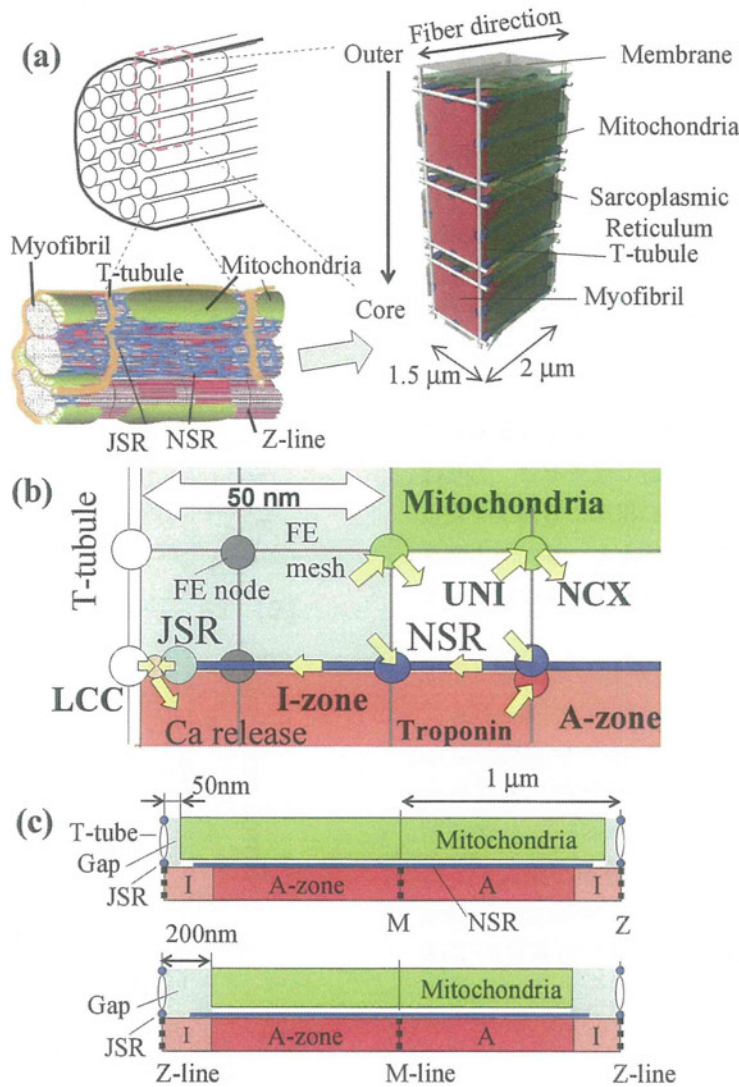 (a)
Outer
Fiber direction
Membrane
Mitochondria
Sarcoplasmic
Reticulum
T-tubule
Myofibril
Core
1.5 μm
2 μm
Myofibril
T-tubule
Mitochondria
JSR
NSR
Z-line
(b)
T-tubule
50 nm
Mitochondria
FE
mesh
FE node
UNI
NCX
JSR
NSR
LCC
I-zone
Ca release
Troponin
A-zone
(c)
50nm
1 μm
T-tube
Gap
JSR
Mitochondria
I
A-zone
A
I
M
NSR
Z
200nm
Gap
JSR
Mitochondria
I
A-zone
A
I
Z-line
M-line
Z-line